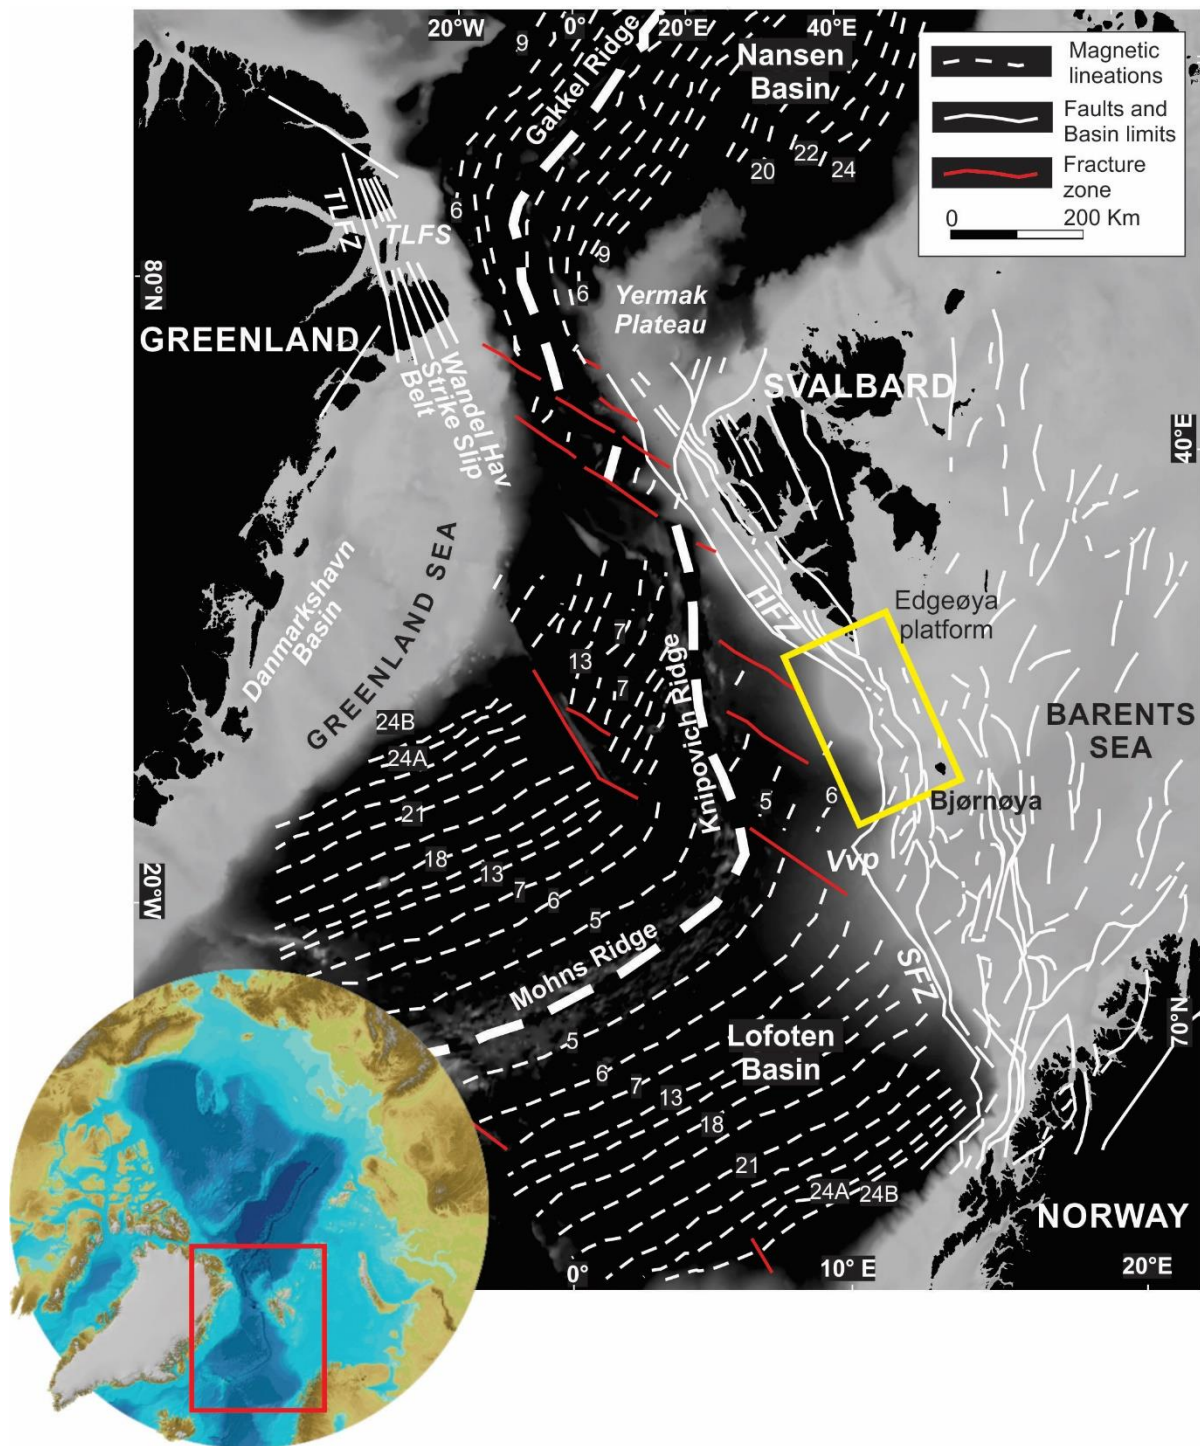 20°W
0°
20°E
40°E
9
Gakkel Ridge
Nansen
Basin
Magnetic
lineations
Faults and
Basin limits
Fracture
zone
0
200 Km
20
22
24
6
TLFZ
TLFS
9
6
80°N
Yermak
Plateau
GREENLAND
SVALBARD
Wandel Hav
Strike Slip
Belt
40°E
Danmarkshavn
Basin
GREENLAND SEA
HFZ
Edgeøya
platform
7
13
7
Knipovich Ridge
24B
24A
BARENTS
SEA
21
5
6
Bjørnøya
18
13
7
6
5
Vvp
20°W
Mohns Ridge
SFZ
Lofoten
Basin
70°N
5
6
7
13
18
21
24A
24B
NORWAY
0°
10° E
20°E